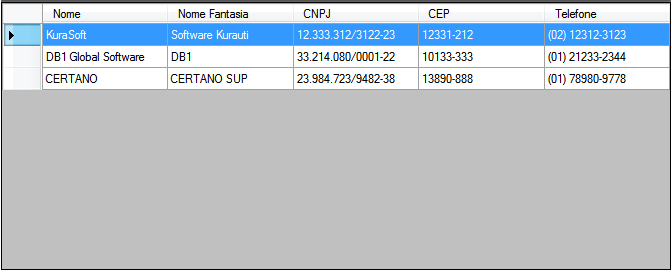 Nome Nome Fantasia CNPJ CEP Telefone
KuraSoft Software Kurauti 12.333.312/3122-23 12331-212 (02) 12312-3123
DB1 Global Software DB1 33.214.080/0001-22 10133-333 (01) 21233-2344
CERTANO CERTANO SUP 23.984.723/9482-38 13890-888 (01) 78980-9778